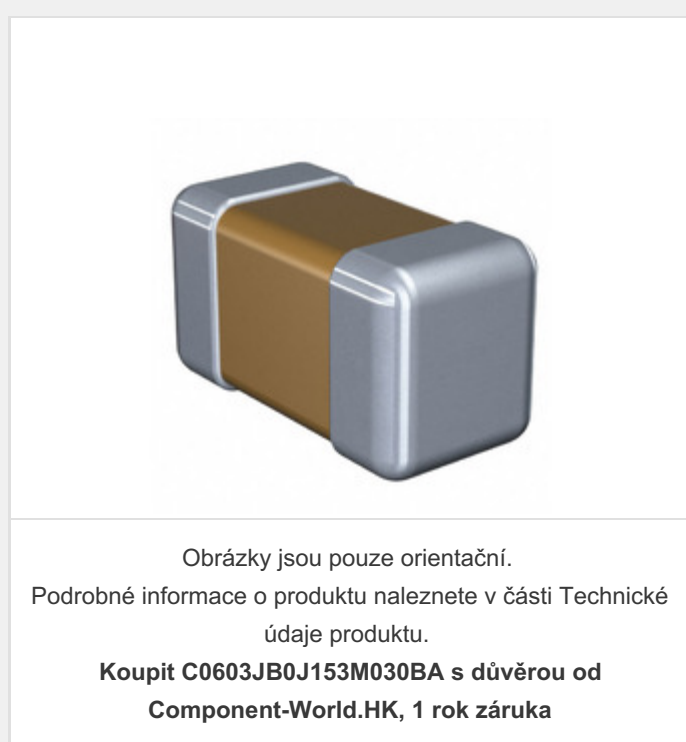 Obrázky jsou pouze orientační.
Podrobné informace o produktu naleznete v části Technické
údaje produktu.
Koupit C0603JB0J153M030BA s důvěrou od
Component-World.HK, 1 rok záruka